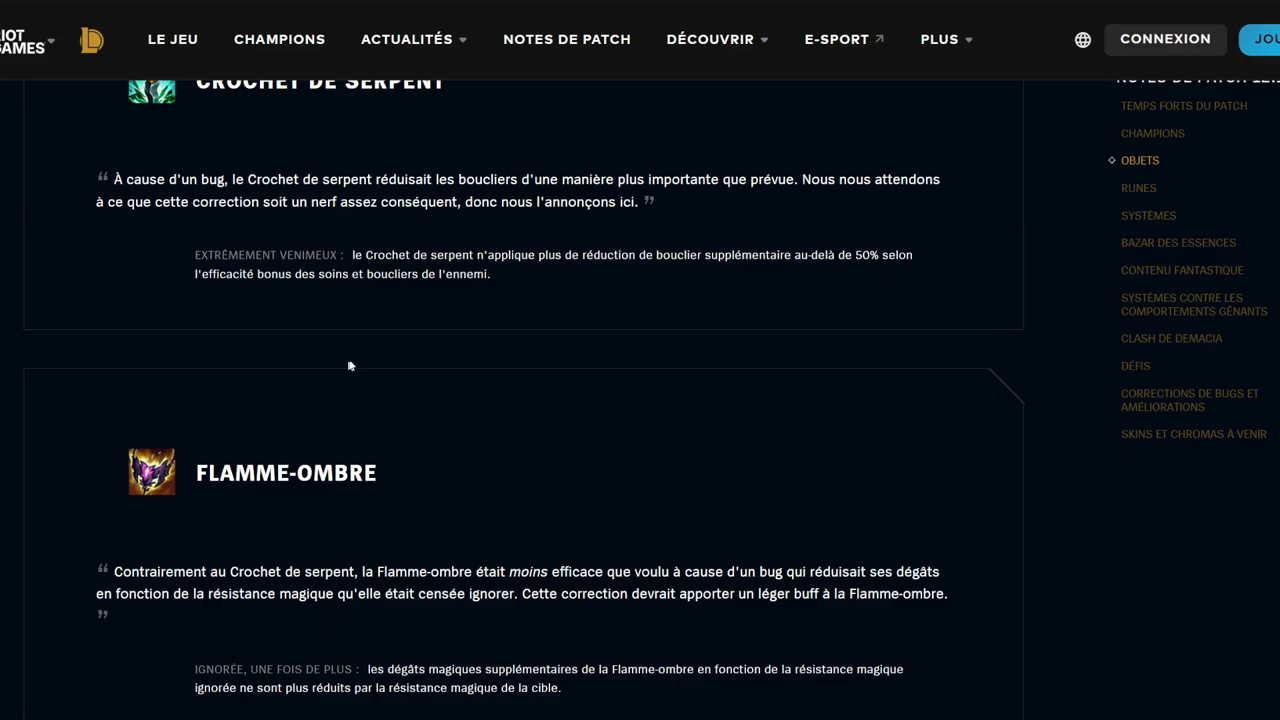 RIOT GAMES
LE JEU
CHAMPIONS
ACTUALITÉS
NOTES DE PATCH
DÉCOUVRIR
E-SPORT
PLUS
CONNEXION
CROCHET DE SERPENT
“ À cause d'un bug, le Crochet de serpent réduisait les boucliers d'une manière plus importante que prévue. Nous nous attendons
à ce que cette correction soit un nerf assez conséquent, donc nous l'annonçons ici. ”
EXTRÊMEMENT VENIMEUX : le Crochet de serpent n'applique plus de réduction de bouclier supplémentaire au-delà de 50% selon
l'efficacité bonus des soins et boucliers de l'ennemi.
FLAMME-OMBRE
“ Contrairement au Crochet de serpent, la Flamme-ombre était moins efficace que voulu à cause d'un bug qui réduisait ses dégâts
en fonction de la résistance magique qu'elle était censée ignorer. Cette correction devrait apporter un léger buff à la Flamme-ombre.
”
IGNORÉE, UNE FOIS DE PLUS : les dégâts magiques supplémentaires de la Flamme-ombre en fonction de la résistance magique
ignorée ne sont plus réduits par la résistance magique de la cible.
NOTES DE PATCH
TEMPS FORTS DU PATCH
CHAMPIONS
OBJETS
RUNES
SYSTÈMES
BAZAR DES ESSENCES
CONTENU FANTASTIQUE
SYSTÈMES CONTRE LES
COMPORTEMENTS GÊNANTS
CLASH DE DEMACIA
DÉFIS
CORRECTIONS DE BUGS ET
AMÉLIORATIONS
SKINS ET CHROMAS À VENIR